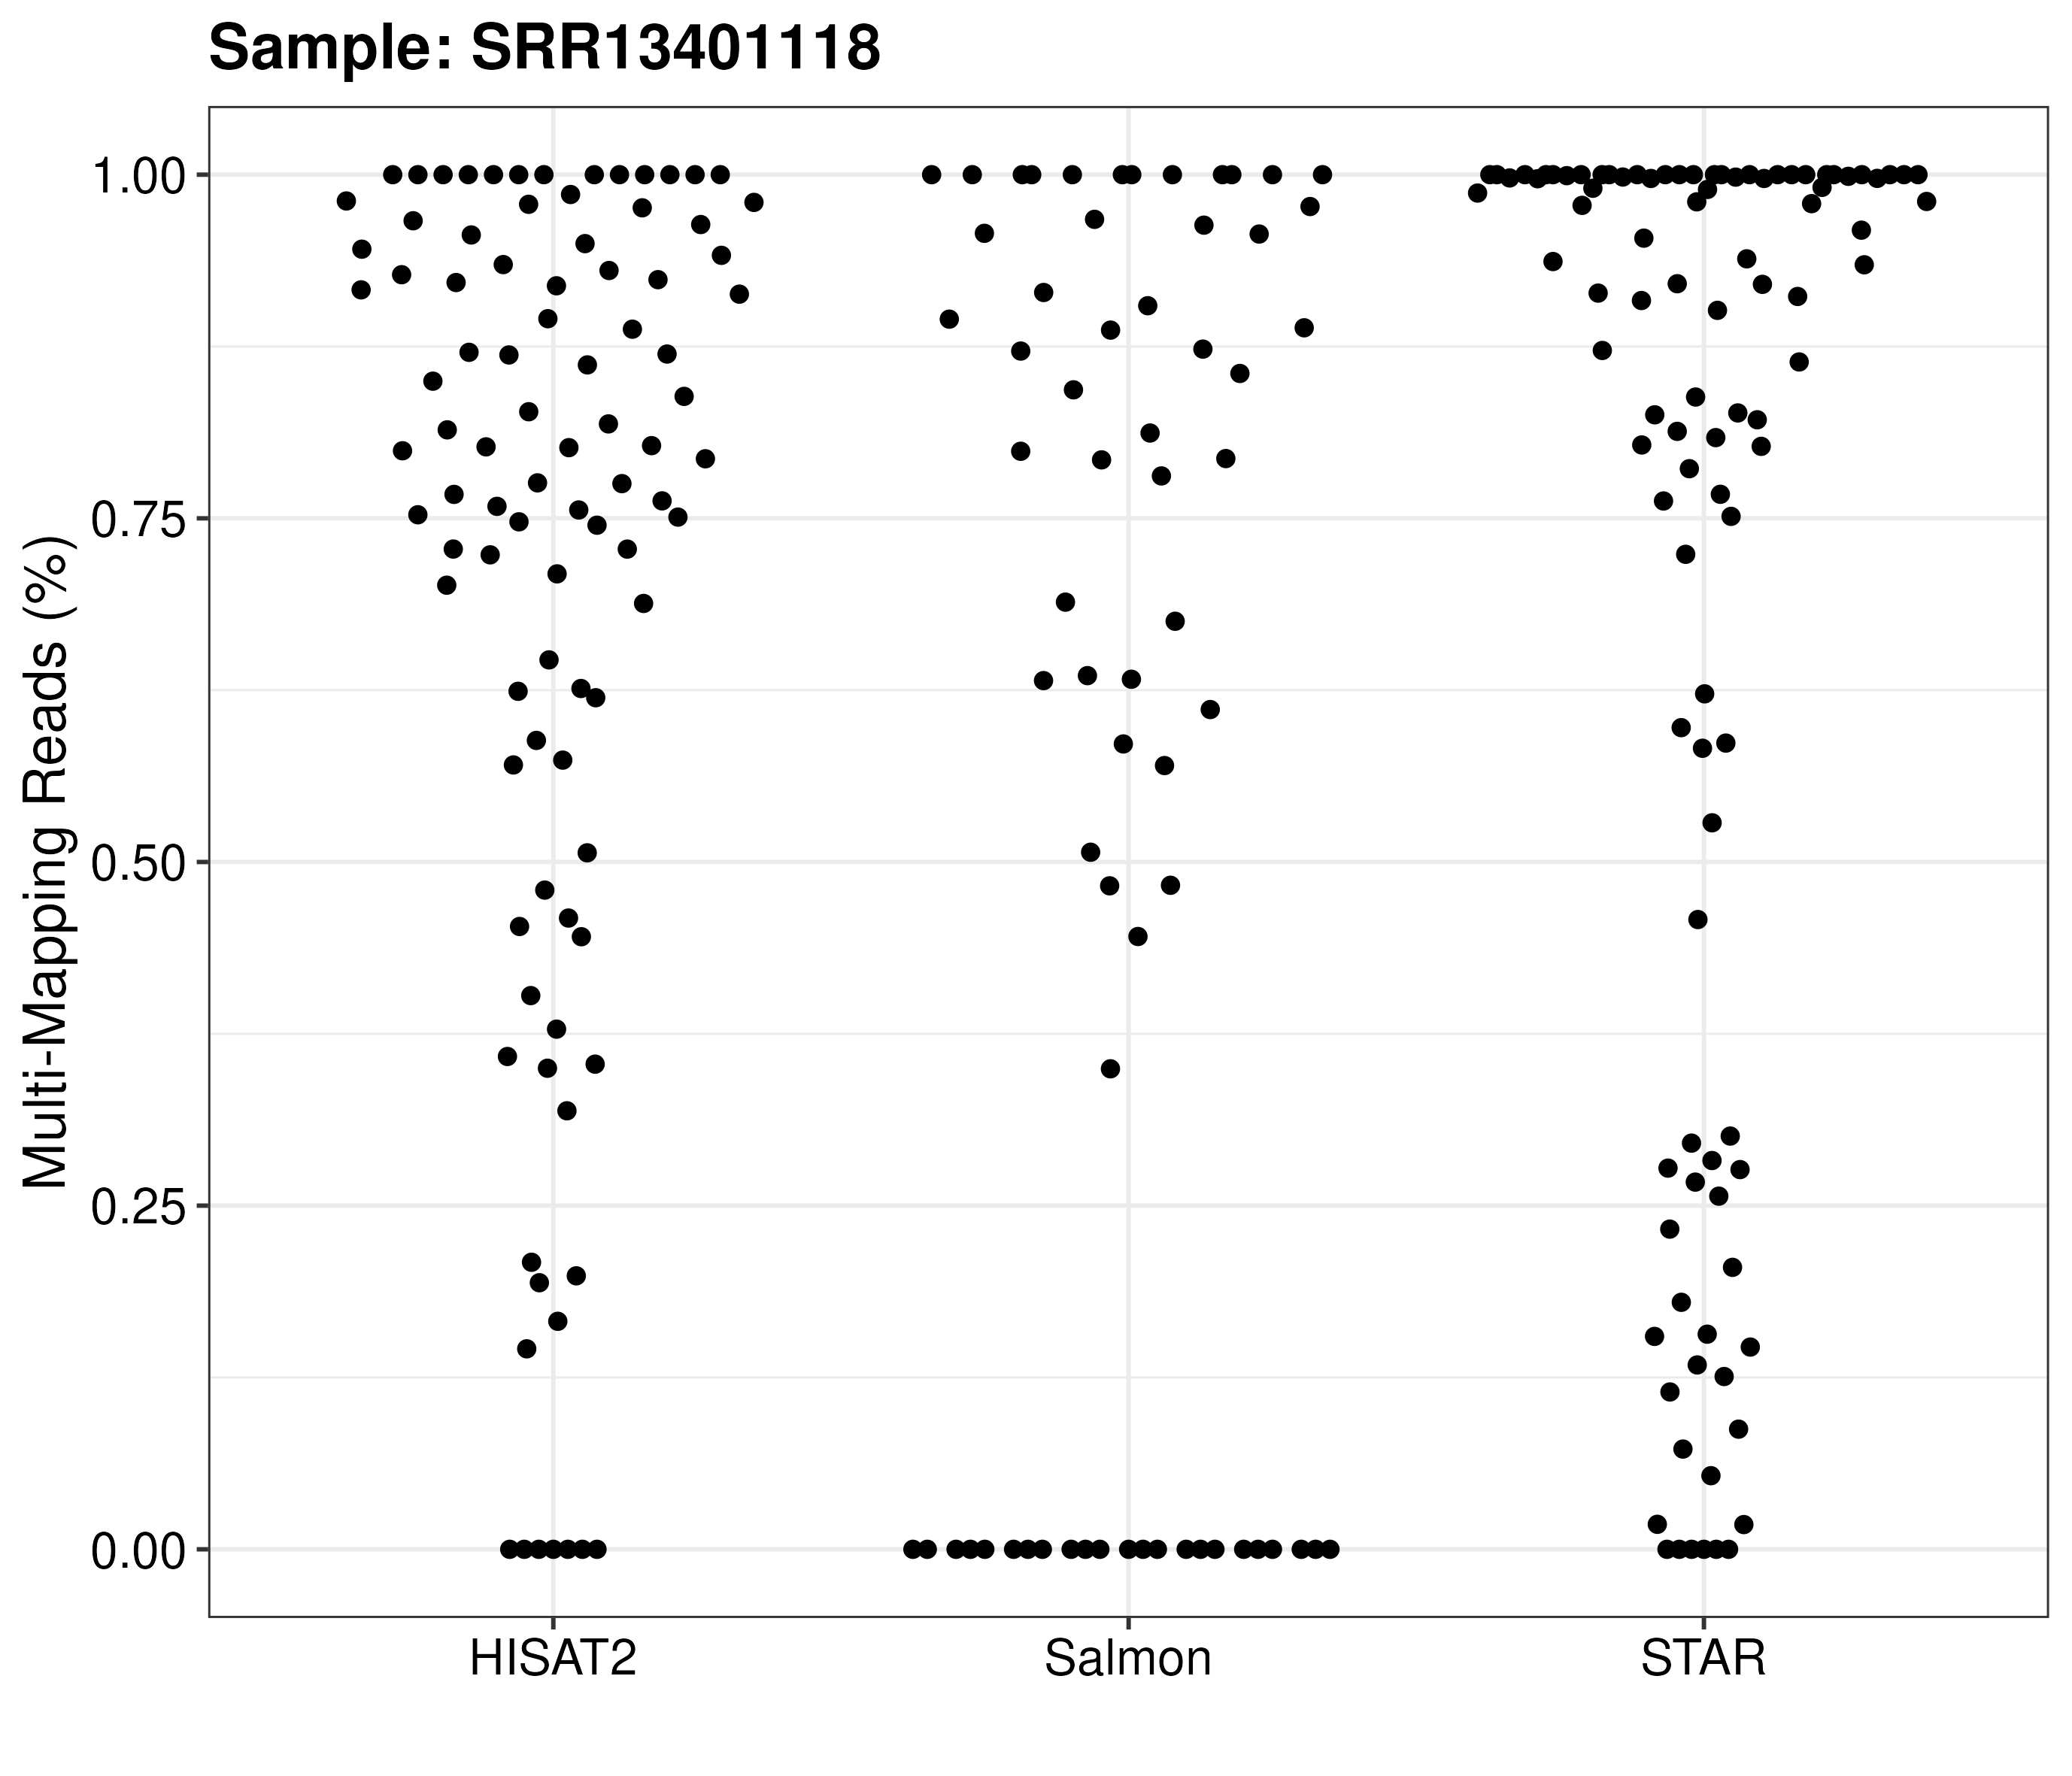 Sample: SRR13401118
Multi-Mapping Reads (%)
1.00
0.75
0.50
0.25
0.00
HISAT2 Salmon STAR